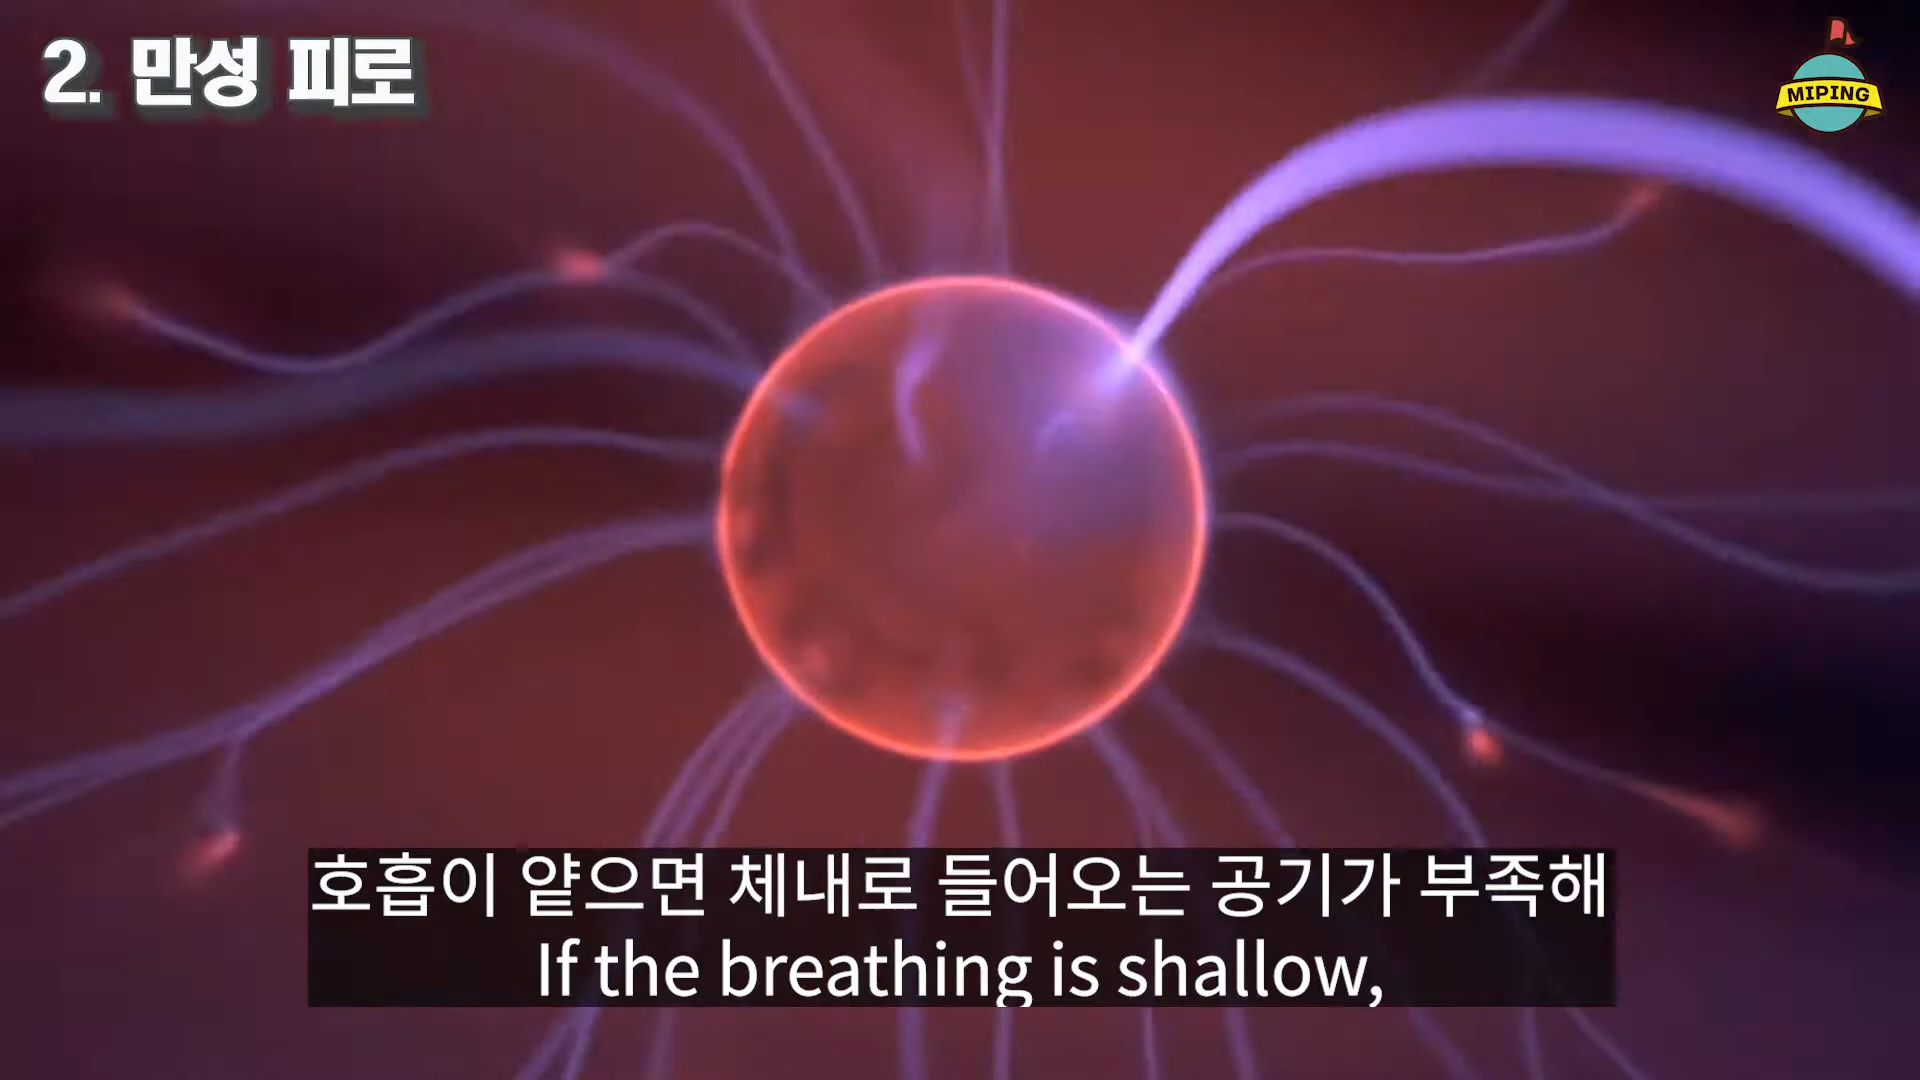 2. 만성 피로
MIPING
호흡이 얕으면 체내로 들어오는 공기가 부족해
If the breathing is shallow,